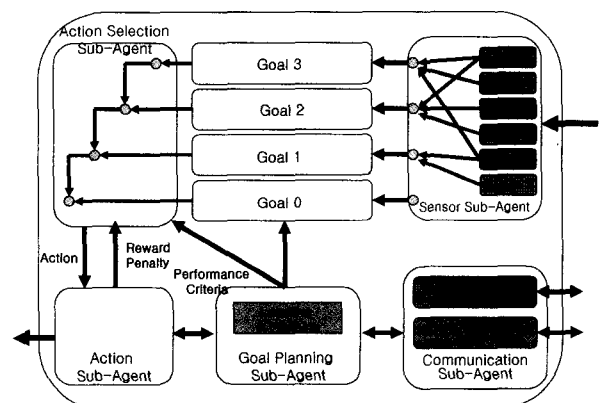 Action Selection
Sub-Agent
Goal 3
Goal 2
Goal 1
Goal 0
Sensor Sub-Agent
Action
Reward
Penalty
Performance
Criteria
Action
Sub-Agent
Goal Planning
Sub-Agent
Communication
Sub-Agent